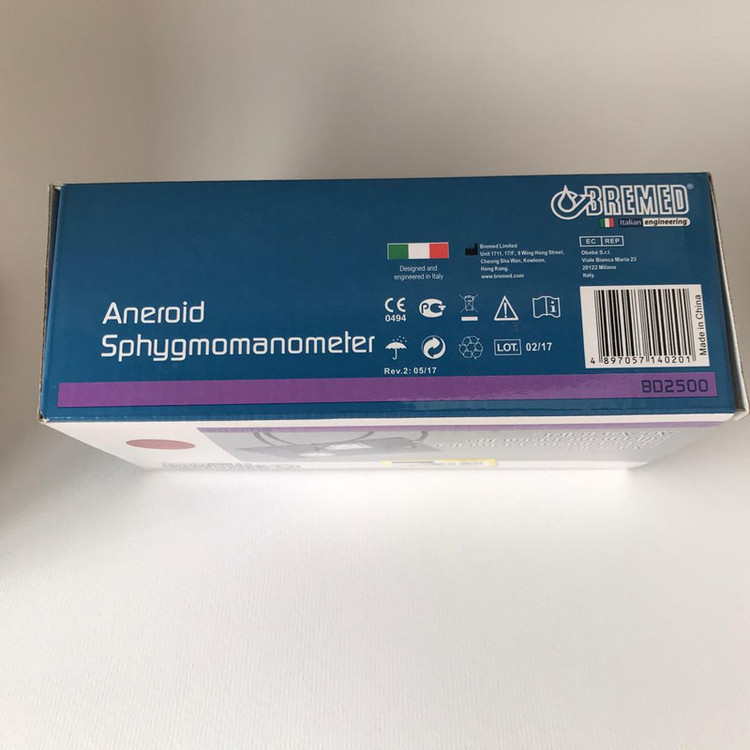 BREMED®
Italian engineering
Designed and
engineered in Italy
Bremed Limited
Unit 1711, 17/F, 9 Wing Hong Street,
Cheung Sha Wan, Kowloon,
Hong Kong.
www.bremed.com
EC REP
Obebè S.r.l.
Viale Bianca Maria 23
20122 Milano
Italy.
Aneroid
Sphygmomanometer
CE
0494
LOT. 02/17
Rev.2: 05/17
4 897057 140201
Made in China
BD2500